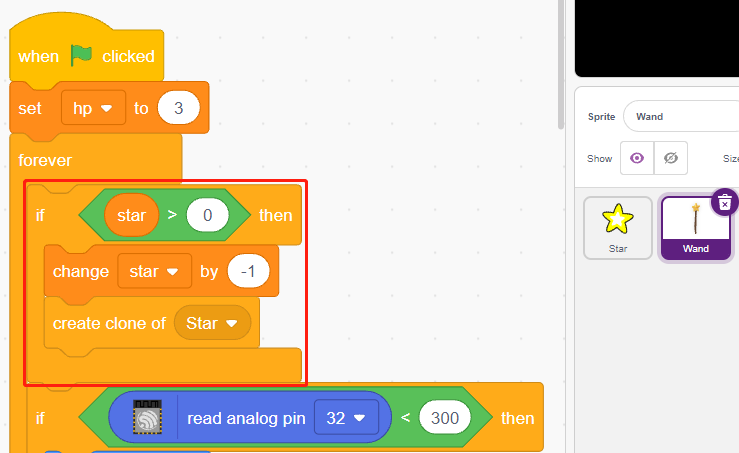 when clicked
set hp to 3
forever
if star > 0 then
change star by -1
create clone of Star
if read analog pin 32 < 300 then
Sprite Wand
Show Size
Star Wand